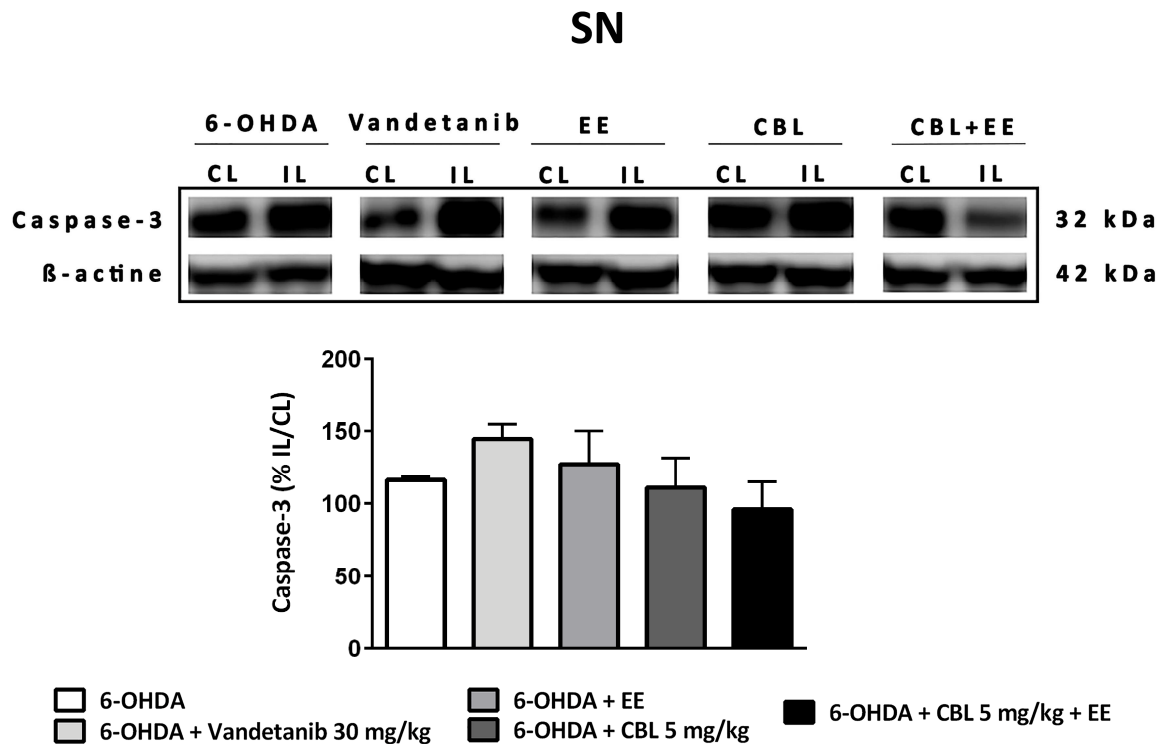 SN
6-OHDA Vandetanib EE CBL CBL+EE
CL IL CL IL CL IL CL IL CL IL
Caspase-3 32 kDa
ß-actine 42 kDa
200
150
100
50
0
Caspase-3 (% IL/CL)
6-OHDA
6-OHDA + Vandetanib 30 mg/kg
6-OHDA + EE
6-OHDA + CBL 5 mg/kg
6-OHDA + CBL 5 mg/kg + EE